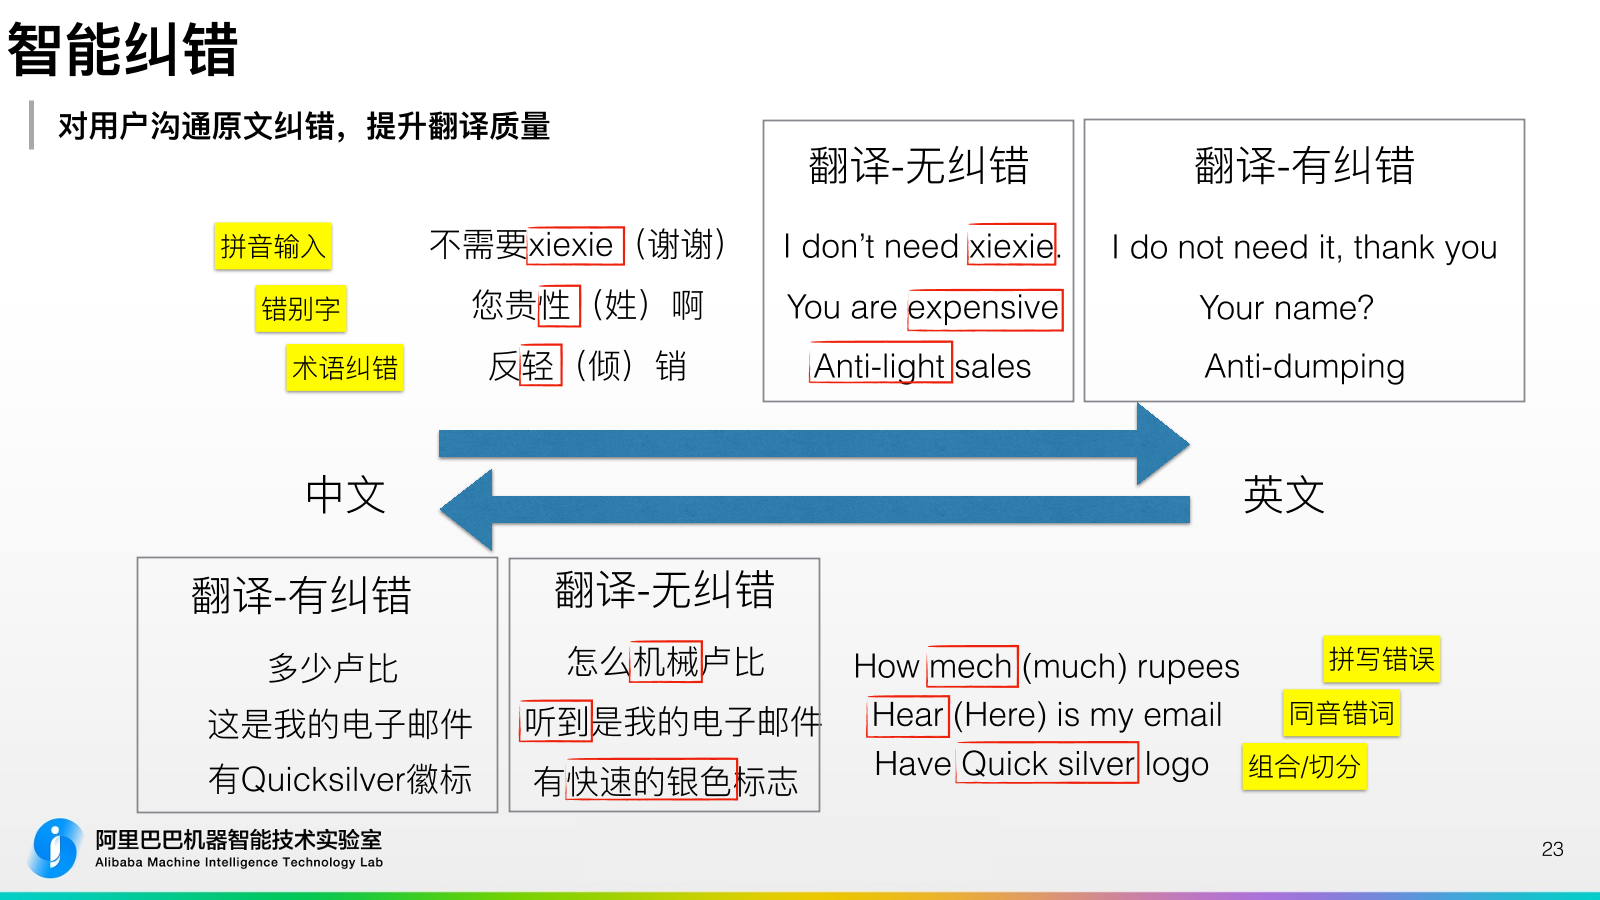 智能纠错
对用户沟通原文纠错，提升翻译质量
翻译-无纠错
翻译-有纠错
拼音输入
不需要xiexie（谢谢）
I don’t need xiexie.
I do not need it, thank you
错别字
您贵性（姓）啊
You are expensive
Your name?
术语纠错
反轻（倾）销
Anti-light sales
Anti-dumping
中文
英文
翻译-有纠错
多少卢比
这是我的电子邮件
有Quicksilver徽标
翻译-无纠错
怎么机械卢比
听到是我的电子邮件
有快速的银色标志
How mech (much) rupees
拼写错误
Hear (Here) is my email
同音错词
Have Quick silver logo
组合/切分
阿里巴巴机器智能技术实验室
Alibaba Machine Intelligence Technology Lab
23